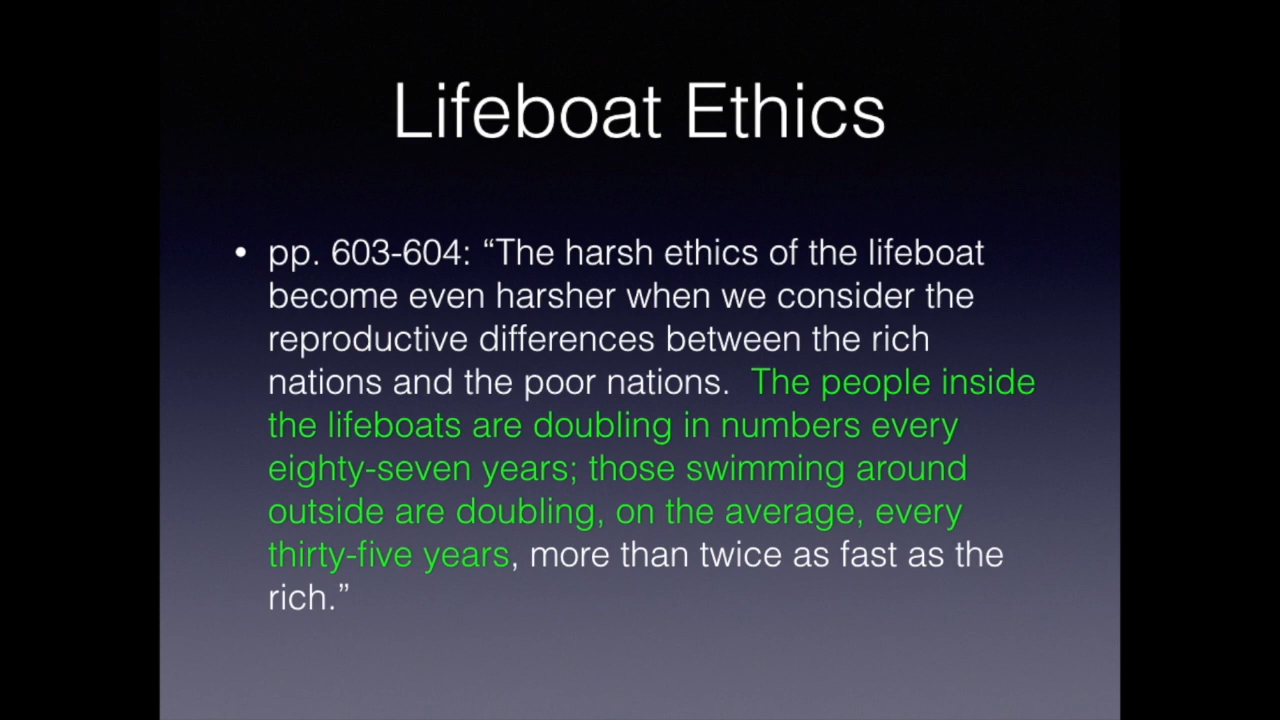 Lifeboat Ethics
• pp. 603-604: “The harsh ethics of the lifeboat
become even harsher when we consider the
reproductive differences between the rich
nations and the poor nations.  The people inside
the lifeboats are doubling in numbers every
eighty-seven years; those swimming around
outside are doubling, on the average, every
thirty-five years, more than twice as fast as the
rich.”